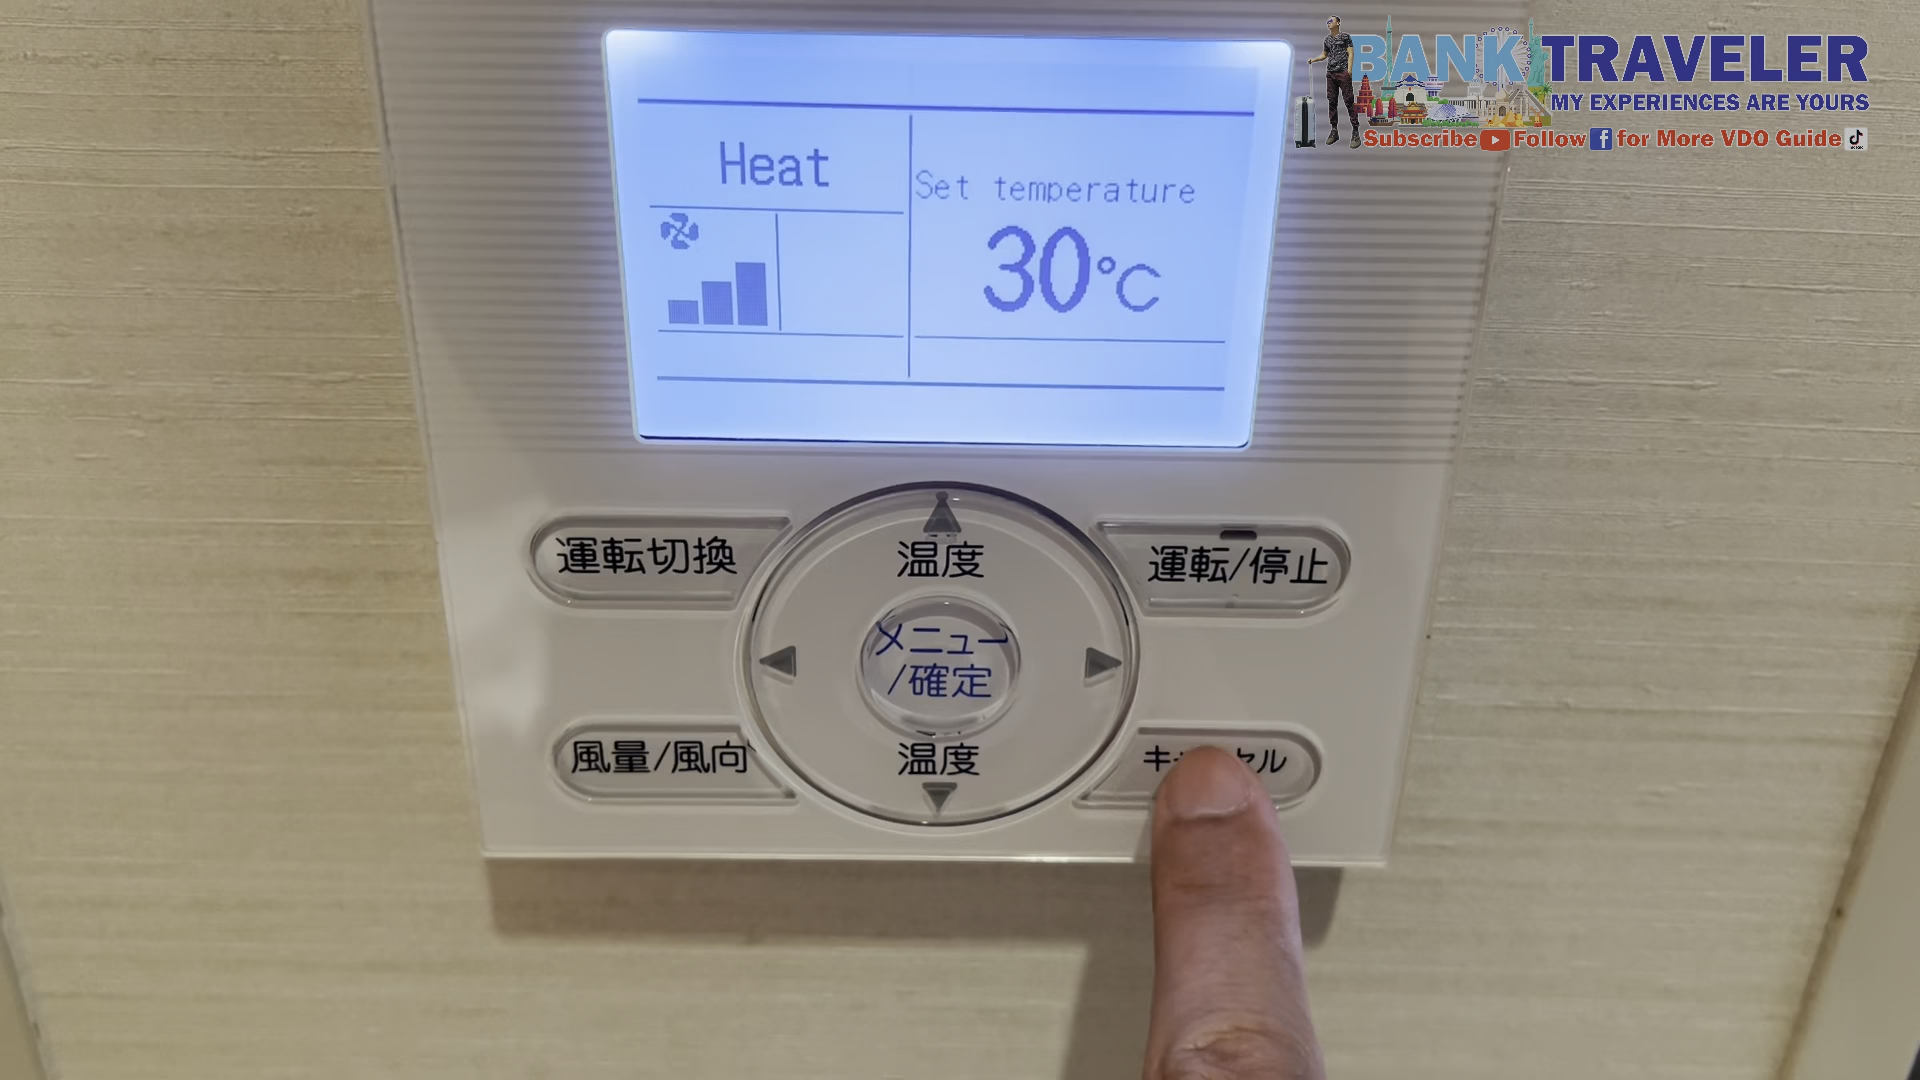 BANK TRAVELER
MY EXPERIENCES ARE YOURS
Subscribe Follow f for More VDO Guide
Heat
Set temperature
30°C
運転切換
温度
運転/停止
メニュー
/確定
風量/風向
温度